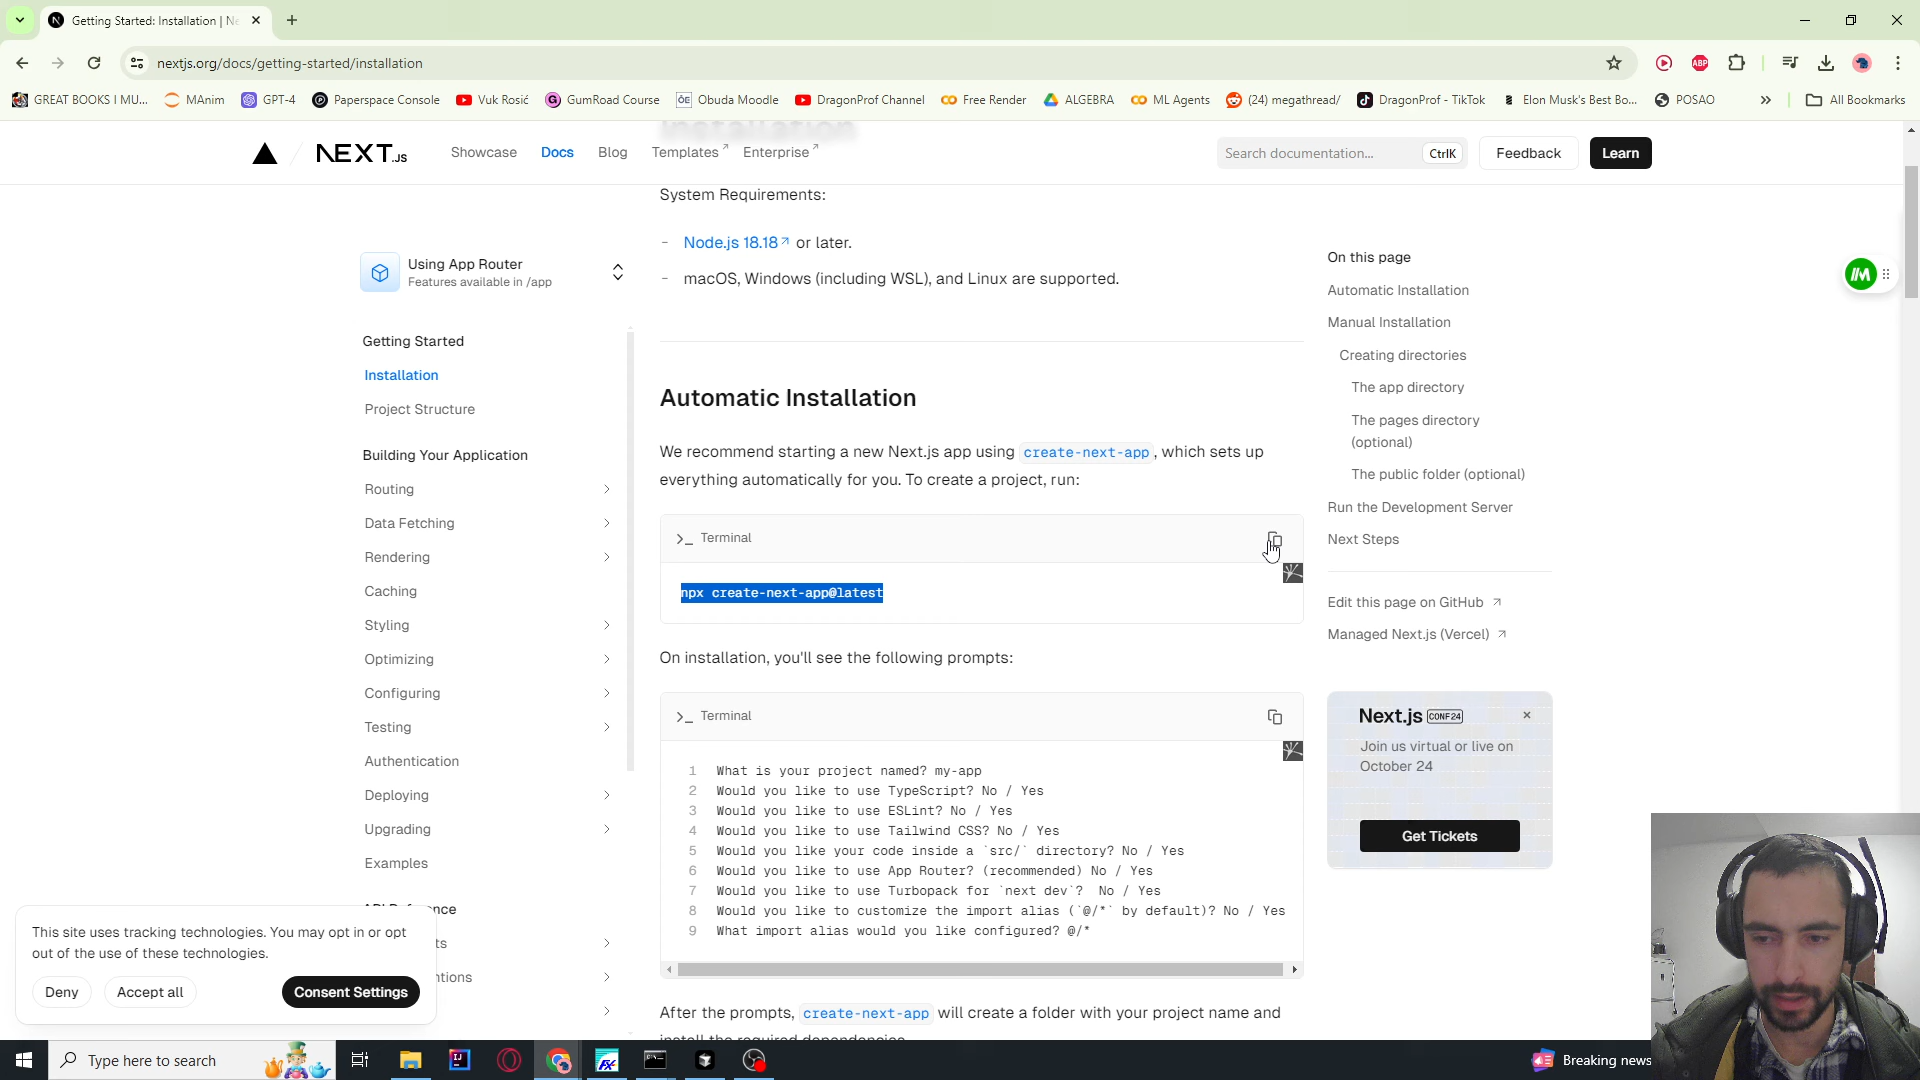 Getting Started: Installation | Ne
nextjs.org/docs/getting-started/installation
GREAT BOOKS I MU...
MAnim
GPT-4
Paperspace Console
Vuk Rosić
GumRoad Course
Obuda Moodle
DragonProf Channel
Free Render
ALGEBRA
ML Agents
(24) megathread/
DragonProf - TikTok
Elon Musk's Best Bo...
POSAO
All Bookmarks
Installation
NEXT.JS
Showcase
Docs
Blog
Templates
Enterprise
Search documentation...
CtrlK
Feedback
Learn
System Requirements:
- Node.js 18.18 or later.
- macOS, Windows (including WSL), and Linux are supported.
Using App Router
Features available in /app
Getting Started
Installation
Project Structure
Building Your Application
Routing
Data Fetching
Rendering
Caching
Styling
Optimizing
Configuring
Testing
Authentication
Deploying
Upgrading
Examples
Automatic Installation
We recommend starting a new Next.js app using create-next-app, which sets up
everything automatically for you. To create a project, run:
>_ Terminal
npx create-next-app@latest
On installation, you'll see the following prompts:
>_ Terminal
1 What is your project named? my-app
2 Would you like to use TypeScript? No / Yes
3 Would you like to use ESLint? No / Yes
4 Would you like to use Tailwind CSS? No / Yes
5 Would you like your code inside a `src/` directory? No / Yes
6 Would you like to use App Router? (recommended) No / Yes
7 Would you like to use Turbopack for `next dev`?  No / Yes
8 Would you like to customize the import alias (`@/*` by default)? No / Yes
9 What import alias would you like configured? @/*
After the prompts, create-next-app will create a folder with your project name and
install the required dependencies.
On this page
Automatic Installation
Manual Installation
Creating directories
The app directory
The pages directory
(optional)
The public folder (optional)
Run the Development Server
Next Steps
Edit this page on GitHub
Managed Next.js (Vercel)
Next.js CONF24
Join us virtual or live on
October 24
Get Tickets
This site uses tracking technologies. You may opt in or opt
out of the use of these technologies.
Deny
Accept all
Consent Settings
Type here to search
Breaking news